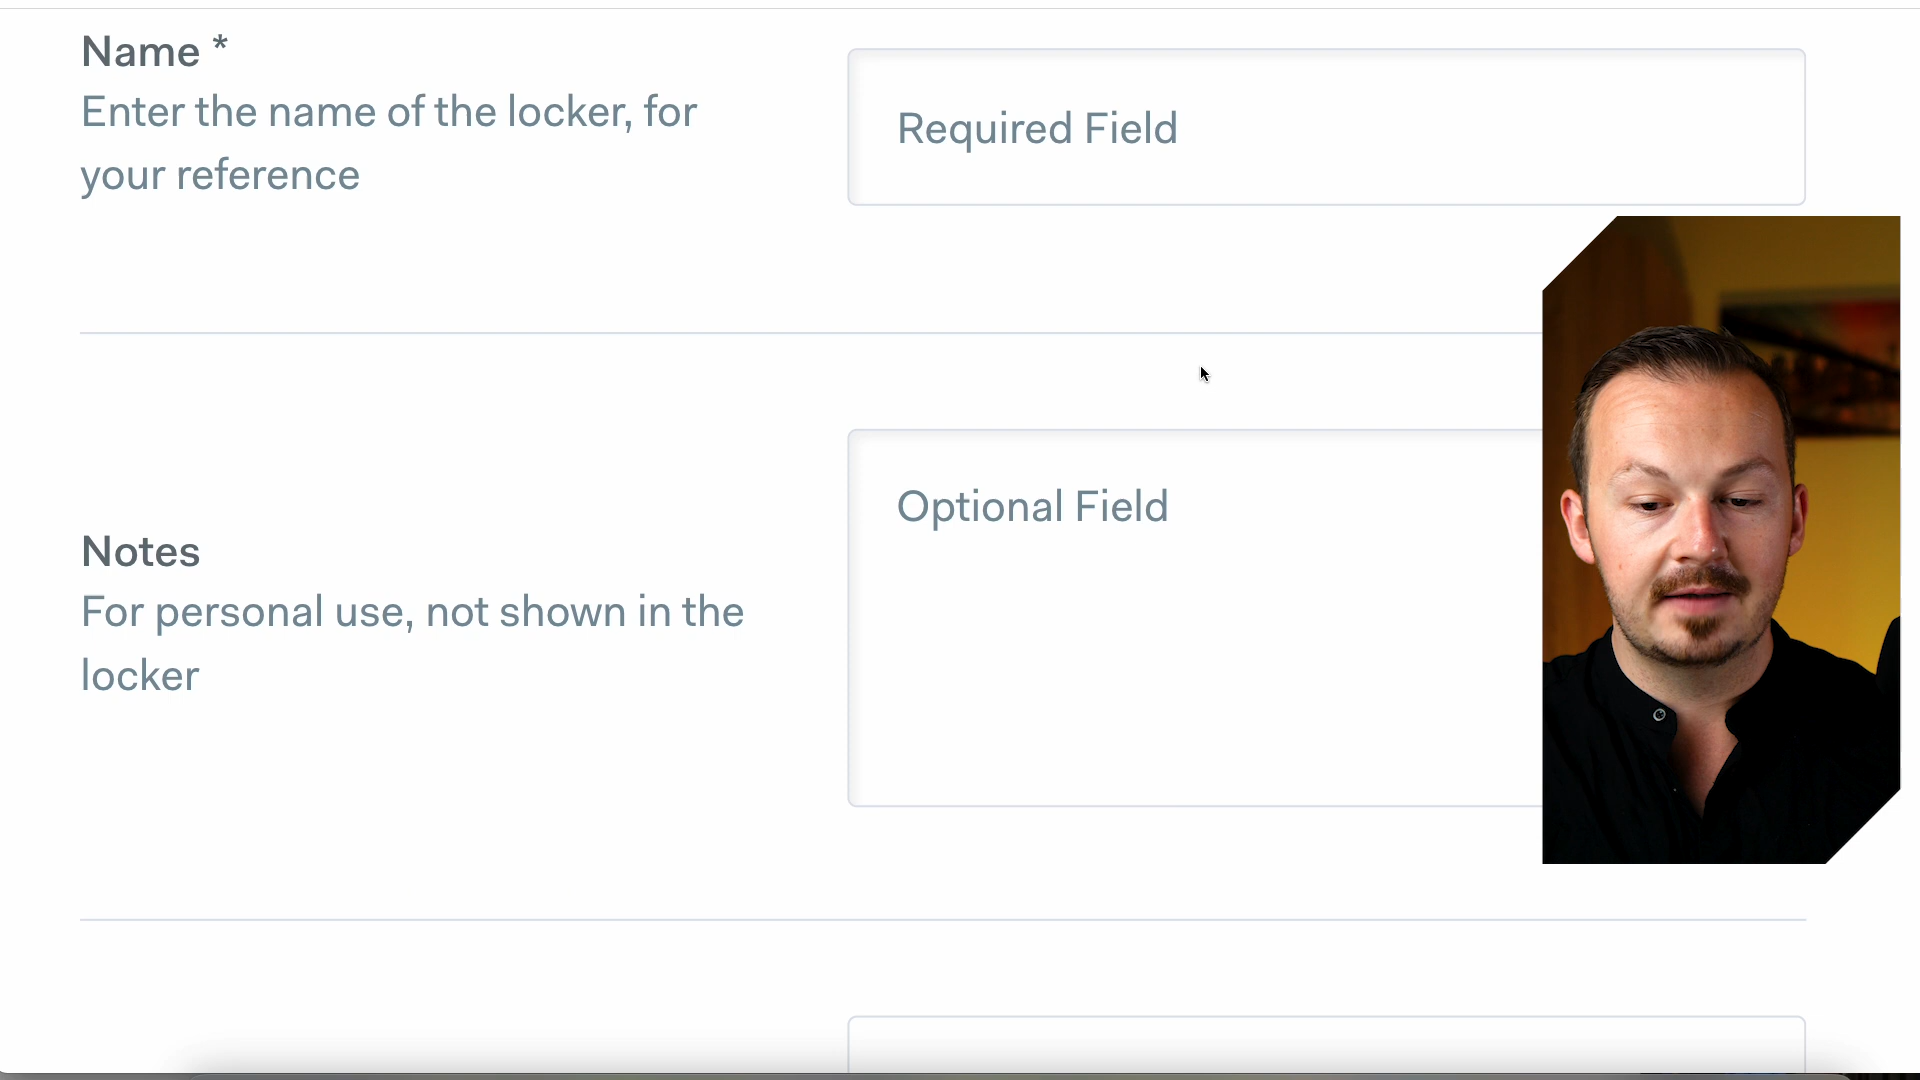 Name *
Enter the name of the locker, for
your reference
Required Field
Optional Field
Notes
For personal use, not shown in the
locker